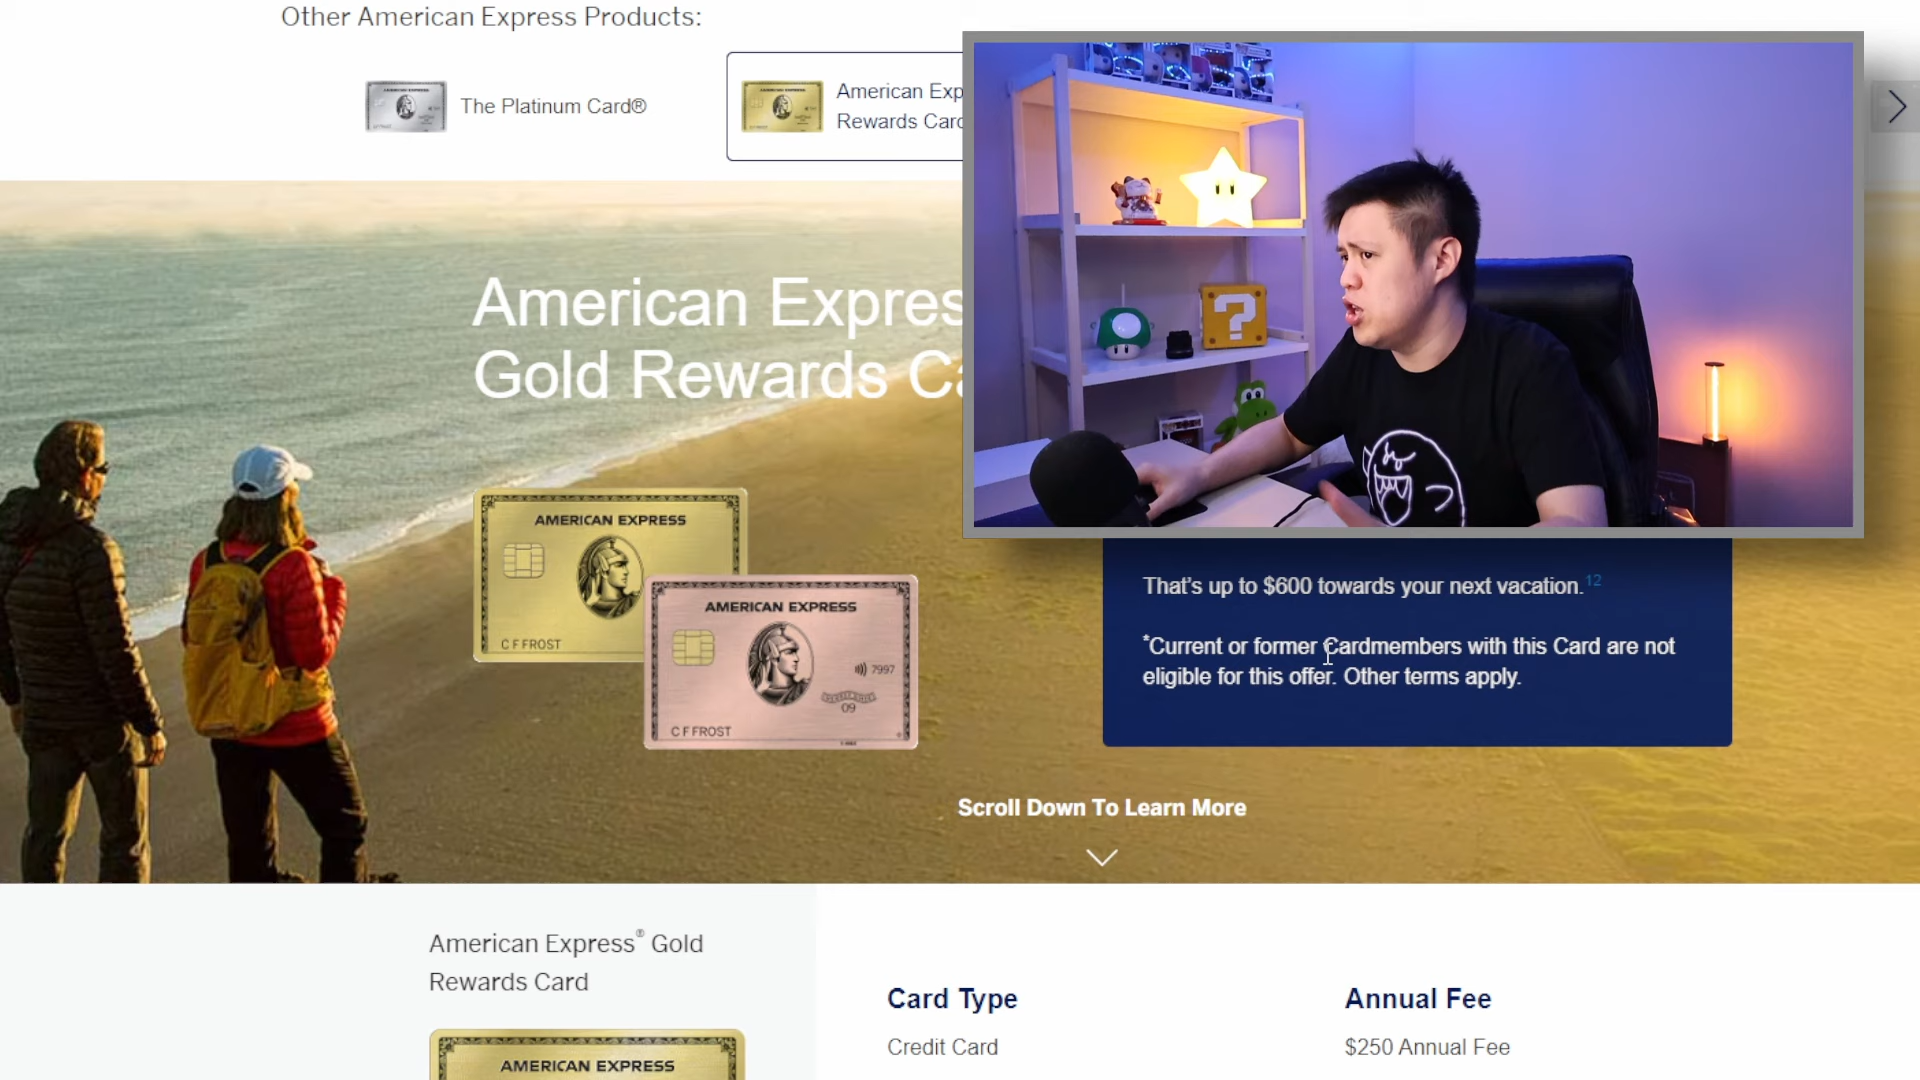 Other American Express Products:
The Platinum Card®
American Exp
Rewards Card
American Expres
Gold Rewards Ca
AMERICAN EXPRESS
C F FROST
AMERICAN EXPRESS
7997
09
C F FROST
?
That's up to $600 towards your next vacation.12
*Current or former Cardmembers with this Card are not
eligible for this offer. Other terms apply.
Scroll Down To Learn More
American Express® Gold
Rewards Card
AMERICAN EXPRESS
Card Type
Credit Card
Annual Fee
$250 Annual Fee